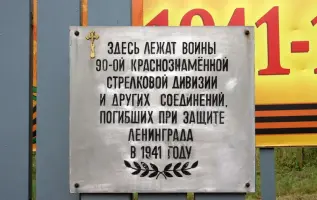 1941-1
ЗДЕСЬ ЛЕЖАТ ВОИНЫ
90-ОЙ КРАСНОЗНАМЁННОЙ
СТРЕЛКОВОЙ ДИВИЗИИ
И ДРУГИХ СОЕДИНЕНИЙ,
ПОГИБШИХ ПРИ ЗАЩИТЕ
ЛЕНИНГРАДА
В 1941 ГОДУ